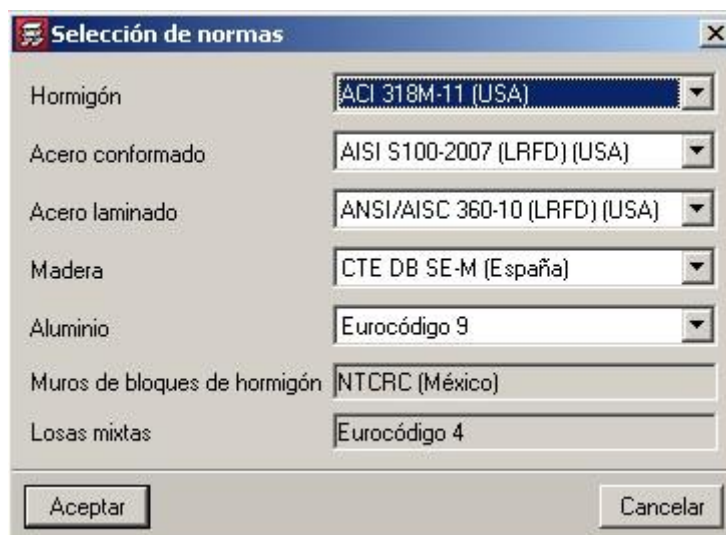 Selección de normas
Hormigón ACI 318M-11 (USA)
Acero conformado AISI S100-2007 (LRFD) (USA)
Acero laminado ANSI/AISC 360-10 (LRFD) (USA)
Madera CTE DB SE-M (España)
Aluminio Eurocódigo 9
Muros de bloques de hormigón NTCRC (México)
Losas mixtas Eurocódigo 4
Aceptar Cancelar